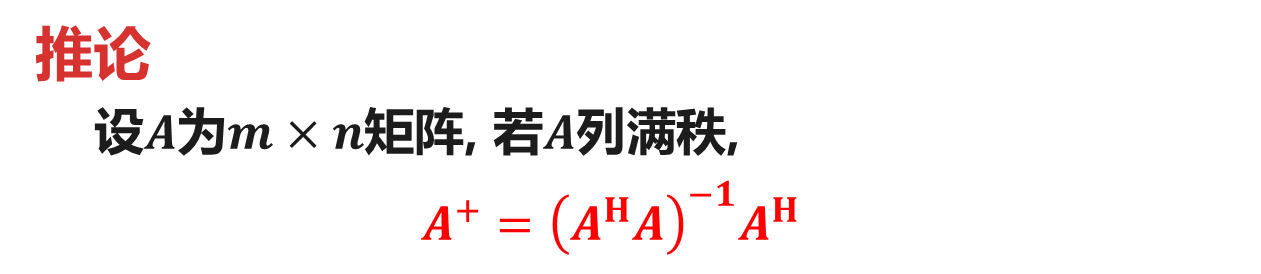 推论
设A为m × n矩阵, 若A列满秩,
A⁺ = (AᴴA)⁻¹Aᴴ